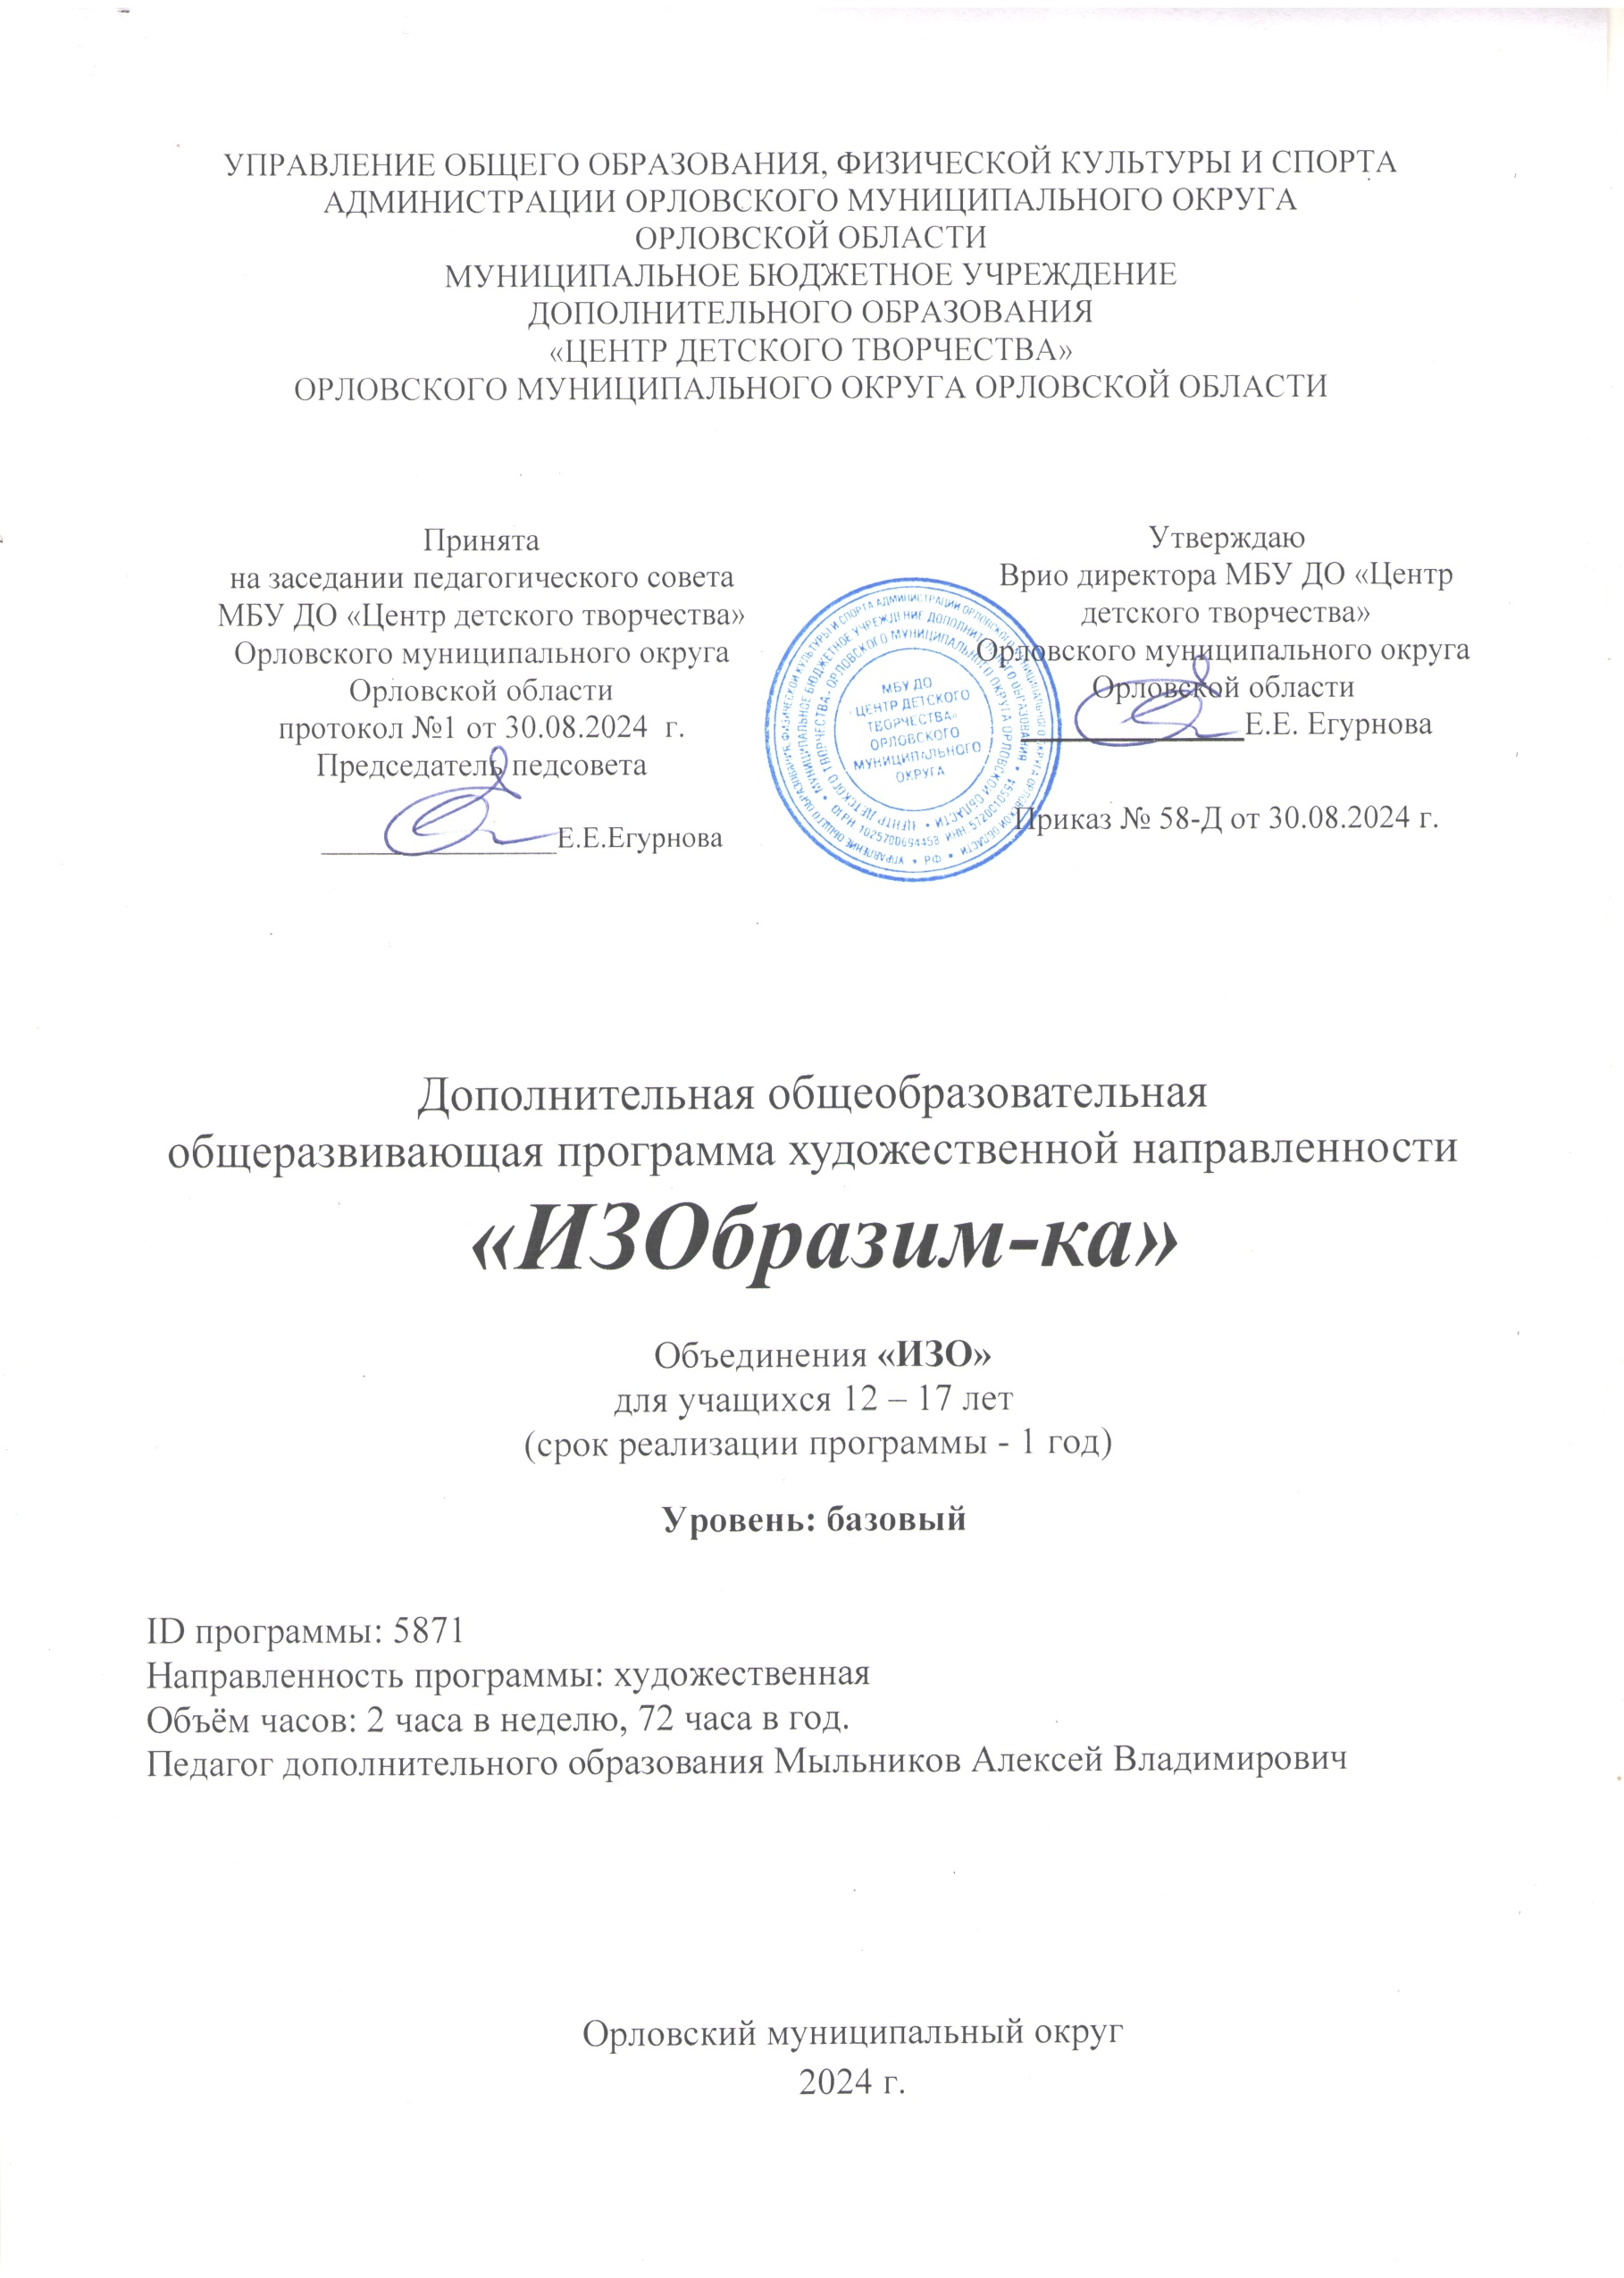 УПРАВЛЕНИЕ ОБЩЕГО ОБРАЗОВАНИЯ, ФИЗИЧЕСКОЙ КУЛЬТУРЫ И СПОРТА
АДМИНИСТРАЦИИ ОРЛОВСКОГО МУНИЦИПАЛЬНОГО ОКРУГА
ОРЛОВСКОЙ ОБЛАСТИ
МУНИЦИПАЛЬНОЕ БЮДЖЕТНОЕ УЧРЕЖДЕНИЕ
ДОПОЛНИТЕЛЬНОГО ОБРАЗОВАНИЯ
«ЦЕНТР ДЕТСКОГО ТВОРЧЕСТВА»
ОРЛОВСКОГО МУНИЦИПАЛЬНОГО ОКРУГА ОРЛОВСКОЙ ОБЛАСТИ
Принята
на заседании педагогического совета
МБУ ДО «Центр детского творчества»
Орловского муниципального округа
Орловской области
протокол №1 от 30.08.2024 г.
Председатель педсовета
Е.Е.Егурнова
Утверждаю
Врио директора МБУ ДО «Центр
детского творчества»
Орловского муниципального округа
Орловской области
Е.Е. Егурнова
Приказ № 58-Д от 30.08.2024 г.
МБУ ДО
ЦЕНТР ДЕТСКОГО
ТВОРЧЕСТВА»
ОРЛОВСКОГО
МУНИЦИПАЛЬНОГО
ОКРУГА
Дополнительная общеобразовательная
общеразвивающая программа художественной направленности
«ИЗОбразим-ка»
Объединения «ИЗО»
для учащихся 12 – 17 лет
(срок реализации программы - 1 год)
Уровень: базовый
ID программы: 5871
Направленность программы: художественная
Объём часов: 2 часа в неделю, 72 часа в год.
Педагог дополнительного образования Мыльников Алексей Владимирович
Орловский муниципальный округ
2024 г.